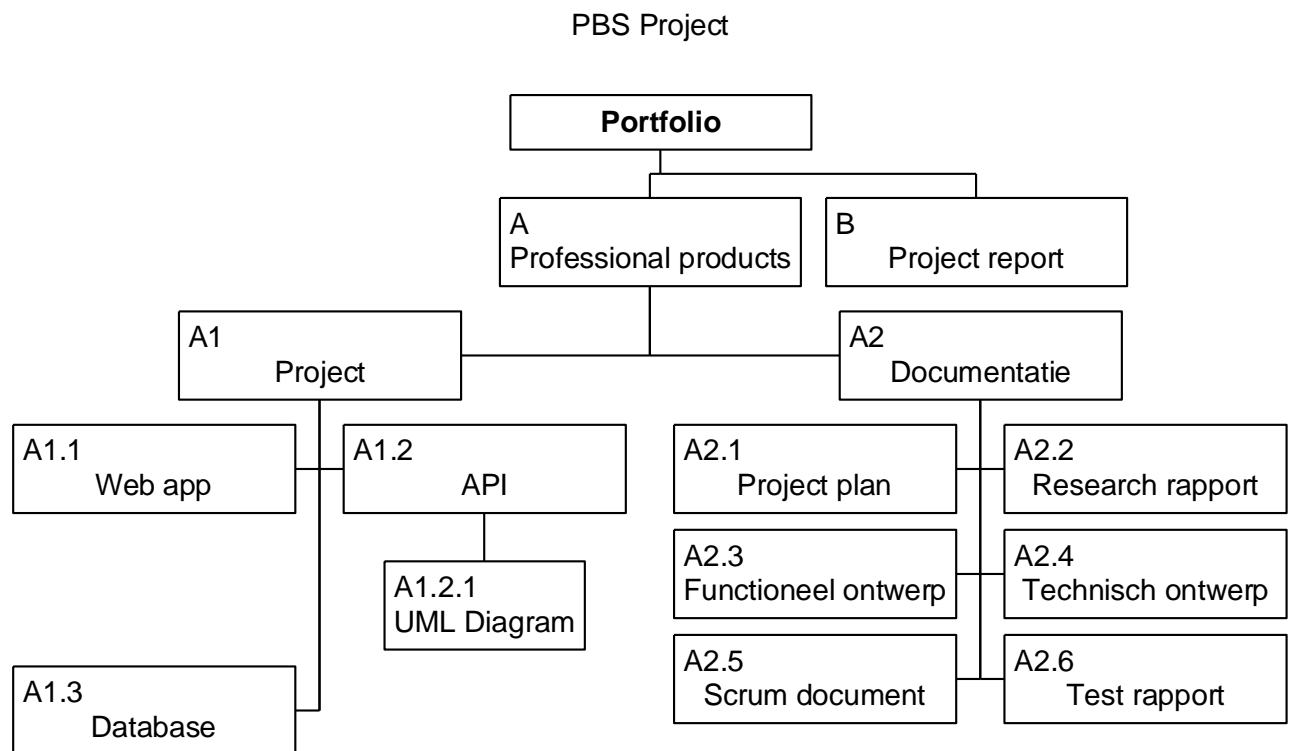 PBS Project
Portfolio
A
Professional products
B
Project report
A1
Project
A2
Documentatie
A1.1
Web app
A1.2
API
A2.1
Project plan
A2.2
Research rapport
A1.2.1
UML Diagram
A2.3
Functioneel ontwerp
A2.4
Technisch ontwerp
A1.3
Database
A2.5
Scrum document
A2.6
Test rapport